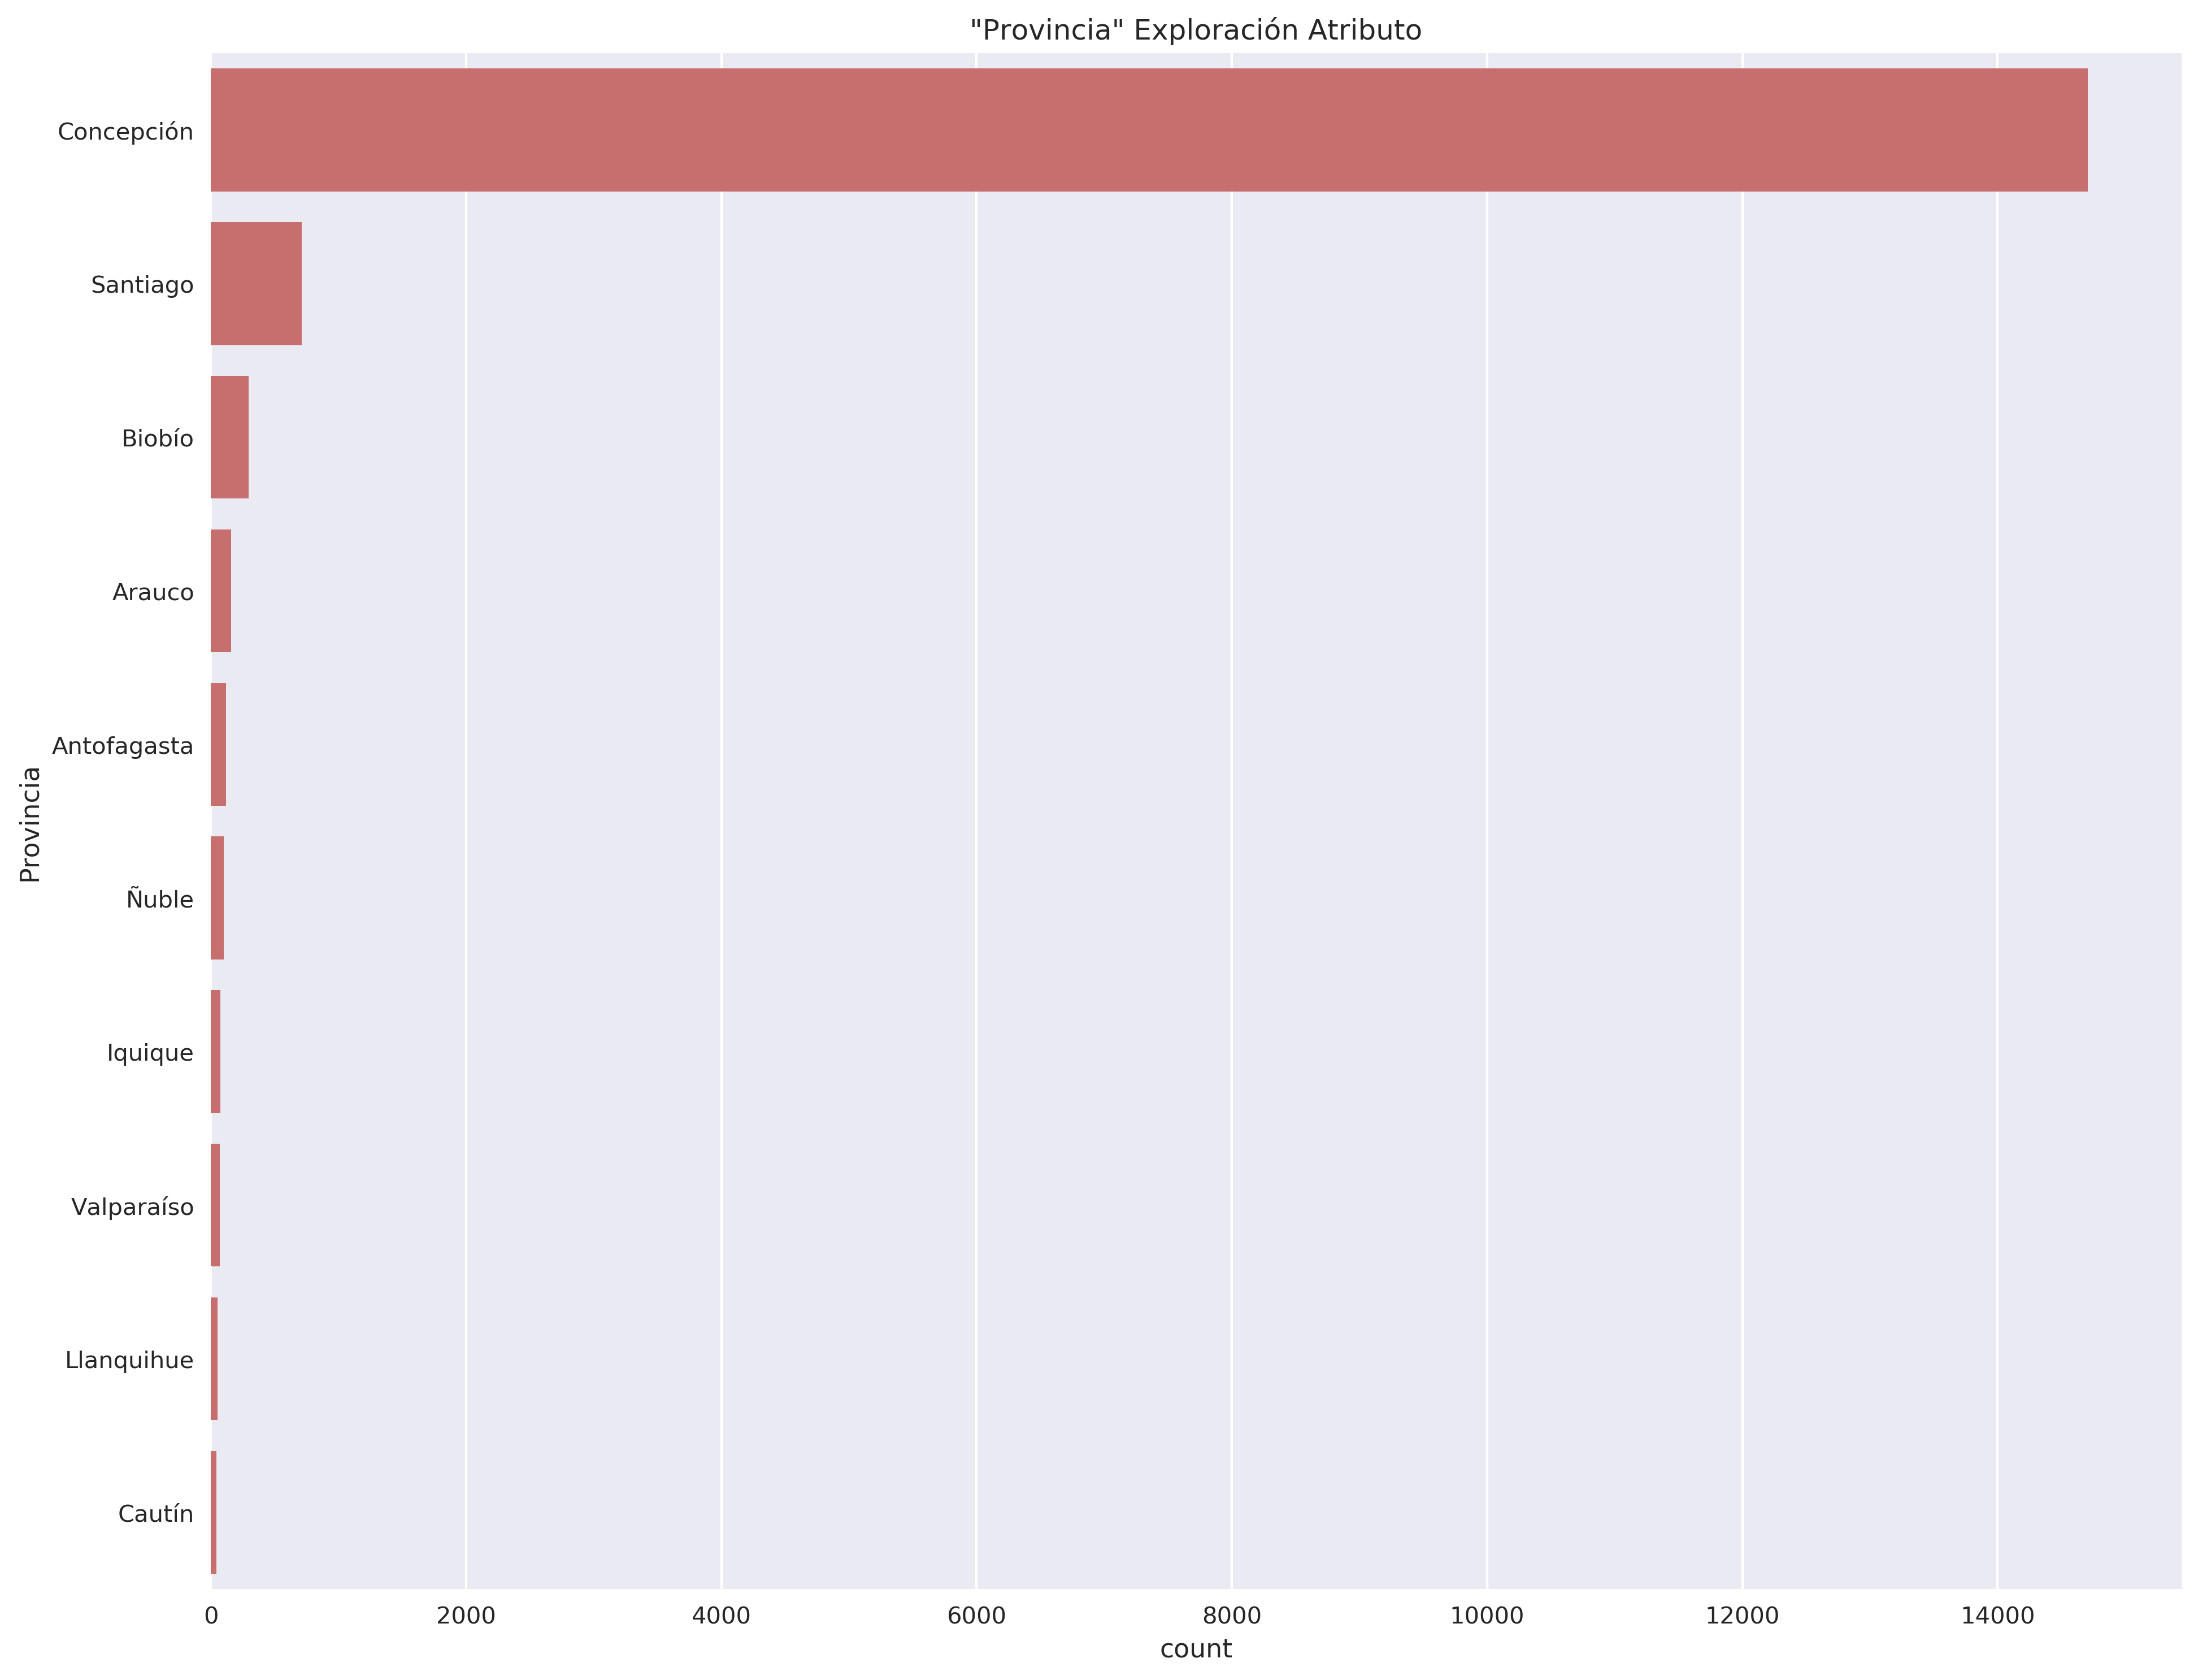 "Provincia" Exploración Atributo
Concepción
Santiago
Biobío
Arauco
Antofagasta
Ñuble
Iquique
Valparaíso
Llanquihue
Cautín
Provincia
0 2000 4000 6000 8000 10000 12000 14000
count